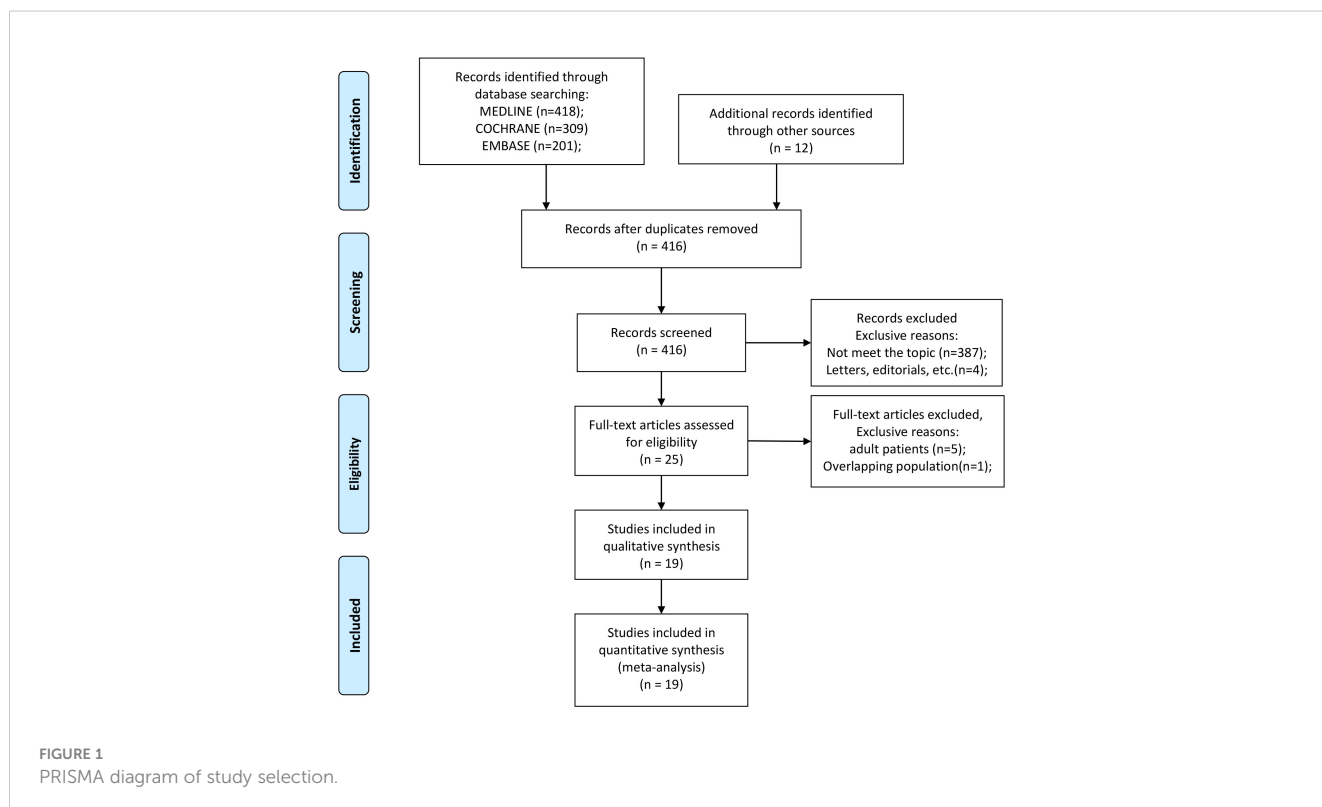 Identification
Records identified through
database searching:
MEDLINE (n=418);
COCHRANE (n=309)
EMBASE (n=201);
Additional records identified
through other sources
(n = 12)
Records after duplicates removed
(n = 416)
Screening
Records screened
(n = 416)
Records excluded
Exclusive reasons:
Not meet the topic (n=387);
Letters, editorials, etc.(n=4);
Eligibility
Full-text articles assessed
for eligibility
(n = 25)
Full-text articles excluded,
Exclusive reasons:
adult patients (n=5);
Overlapping population(n=1);
Studies included in
qualitative synthesis
(n = 19)
Included
Studies included in
quantitative synthesis
(meta-analysis)
(n = 19)
FIGURE 1
PRISMA diagram of study selection.